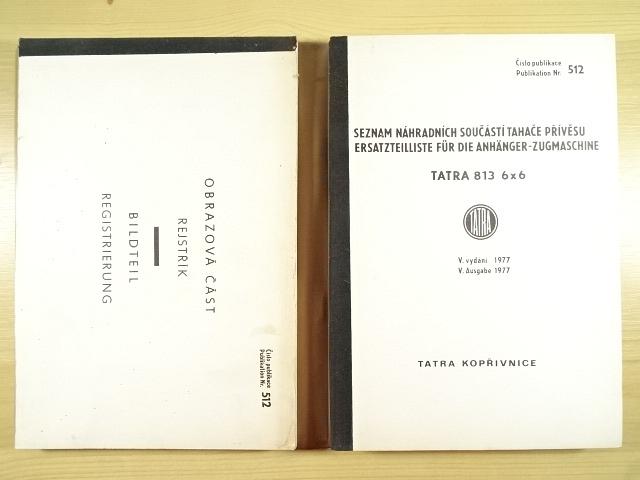 OBRAZOVÁ ČÁST
REJSTŘÍK
BILDTEIL
REGISTRIERUNG
Číslo publikace
Publikation Nr. 512
Číslo publikace
Publikation Nr. 512
SEZNAM NÁHRADNÍCH SOUČÁSTÍ TAHAČE PŘÍVĚSU
ERSATZTEILLISTE FÜR DIE ANHÄNGER-ZUGMASCHINE
TATRA 813 6x6
TATRA
V. vydání 1977
V. Ausgabe 1977
TATRA KOPŘIVNICE